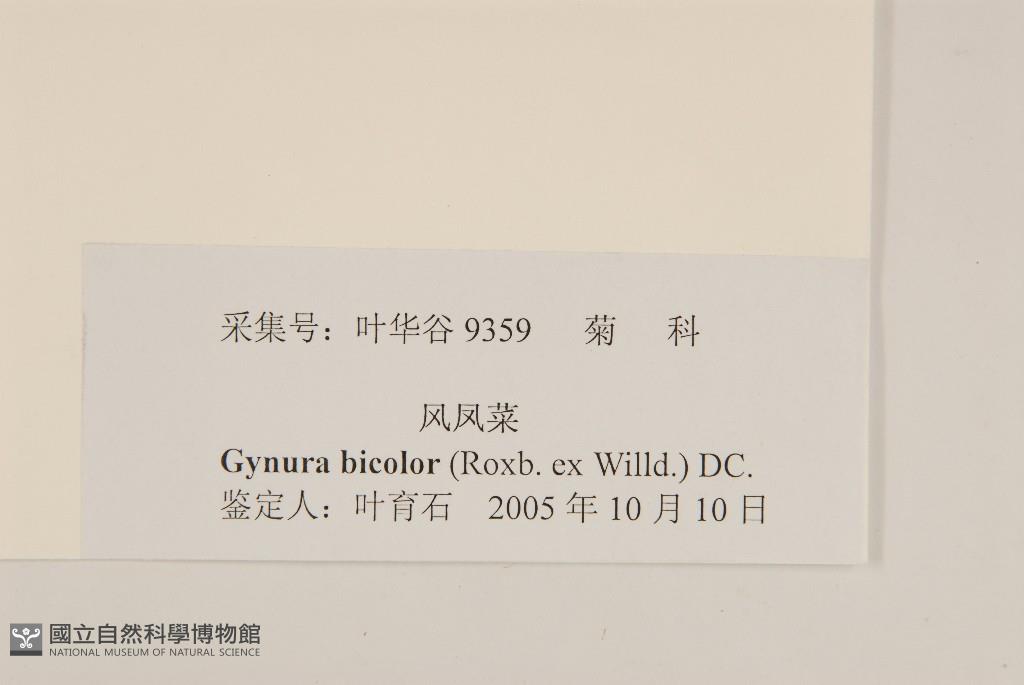 采集号：叶华谷 9359 菊 科
风凤菜
Gynura bicolor (Roxb. ex Willd.) DC.
鉴定人：叶育石 2005 年 10 月 10 日
國立自然科學博物館
NATIONAL MUSEUM OF NATURAL SCIENCE